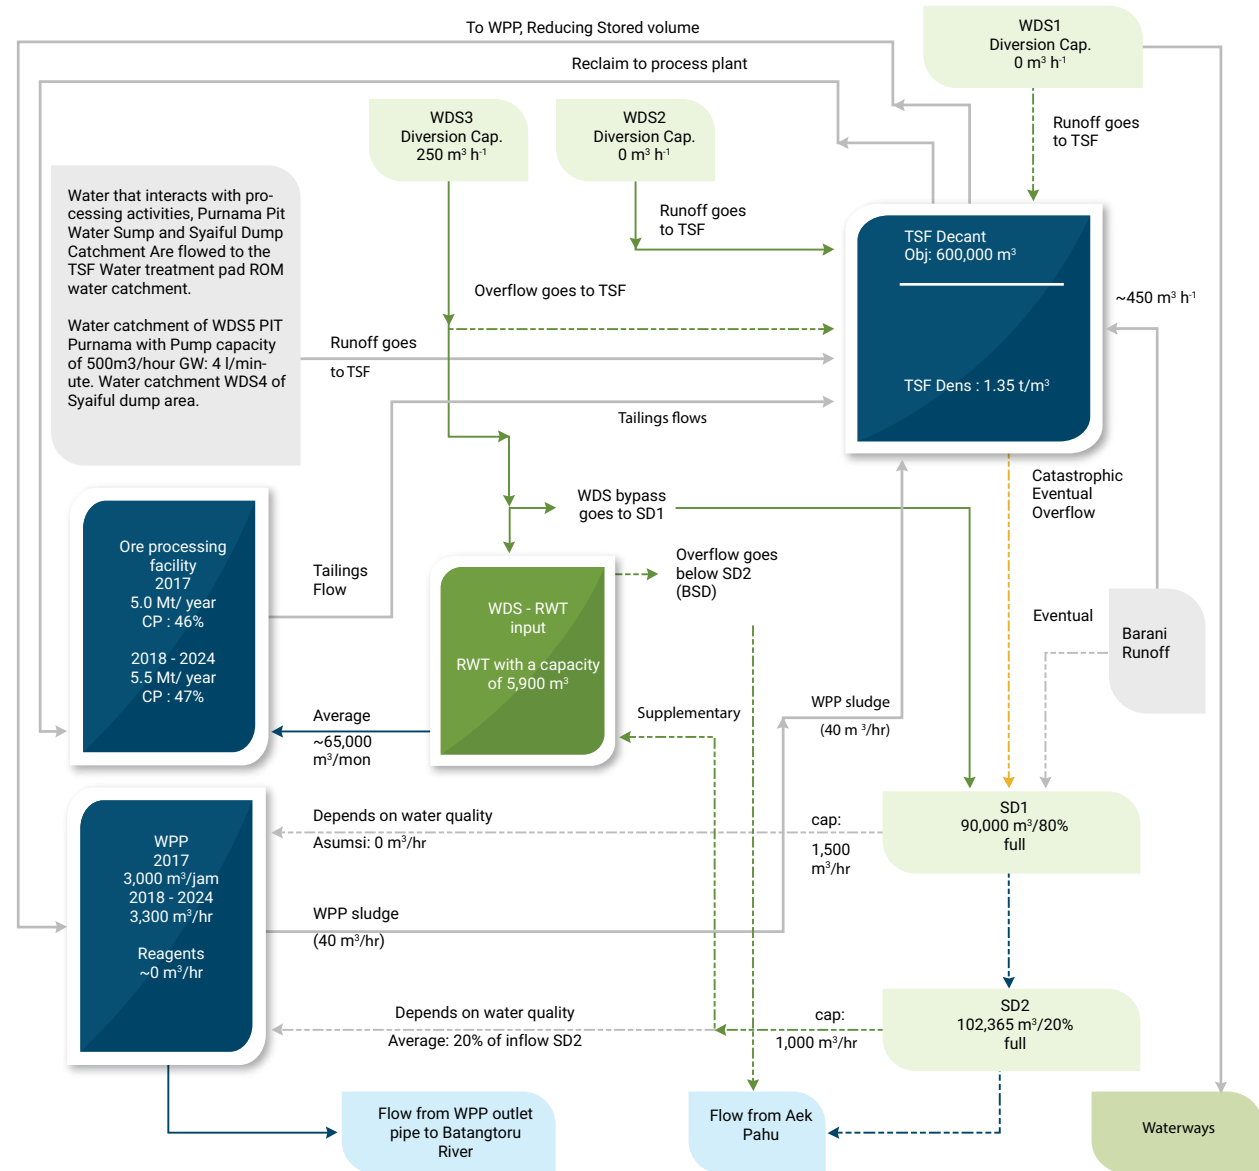 To WPP, Reducing Stored volume
WDS1
Diversion Cap.
0 m³ h⁻¹
Reclaim to process plant
WDS3
Diversion Cap.
250 m³ h⁻¹
WDS2
Diversion Cap.
0 m³ h⁻¹
Runoff goes
to TSF
Water that interacts with pro-
cessing activities, Purnama Pit
Water Sump and Syaiful Dump
Catchment Are flowed to the
TSF Water treatment pad ROM
water catchment.
Water catchment of WDS5 PIT
Purnama with Pump capacity
of 500m3/hour GW: 4 l/min-
ute. Water catchment WDS4 of
Syaiful dump area.
Runoff goes
to TSF
TSF Decant
Obj: 600,000 m³
TSF Dens : 1.35 t/m³
~450 m³ h⁻¹
Overflow goes to TSF
Runoff goes
to TSF
Tailings flows
Catastrophic
Eventual
Overflow
WDS bypass
goes to SD1
Ore processing
facility
2017
5.0 Mt/ year
CP : 46%
2018 - 2024
5.5 Mt/ year
CP : 47%
Tailings
Flow
WDS - RWT
input
RWT with a capacity
of 5,900 m³
Overflow goes
below SD2
(BSD)
Eventual
Barani
Runoff
Average
~65,000
m³/mon
Supplementary
WPP sludge
(40 m ³/hr)
WPP
2017
3,000 m³/jam
2018 - 2024
3,300 m³/hr
Reagents
~0 m³/hr
Depends on water quality
Asumsi: 0 m³/hr
cap:
1,500
m³/hr
SD1
90,000 m³/80%
full
WPP sludge
(40 m³/hr)
Depends on water quality
Average: 20% of inflow SD2
cap:
1,000 m³/hr
SD2
102,365 m³/20%
full
Flow from WPP outlet
pipe to Batangtoru
River
Flow from Aek
Pahu
Waterways